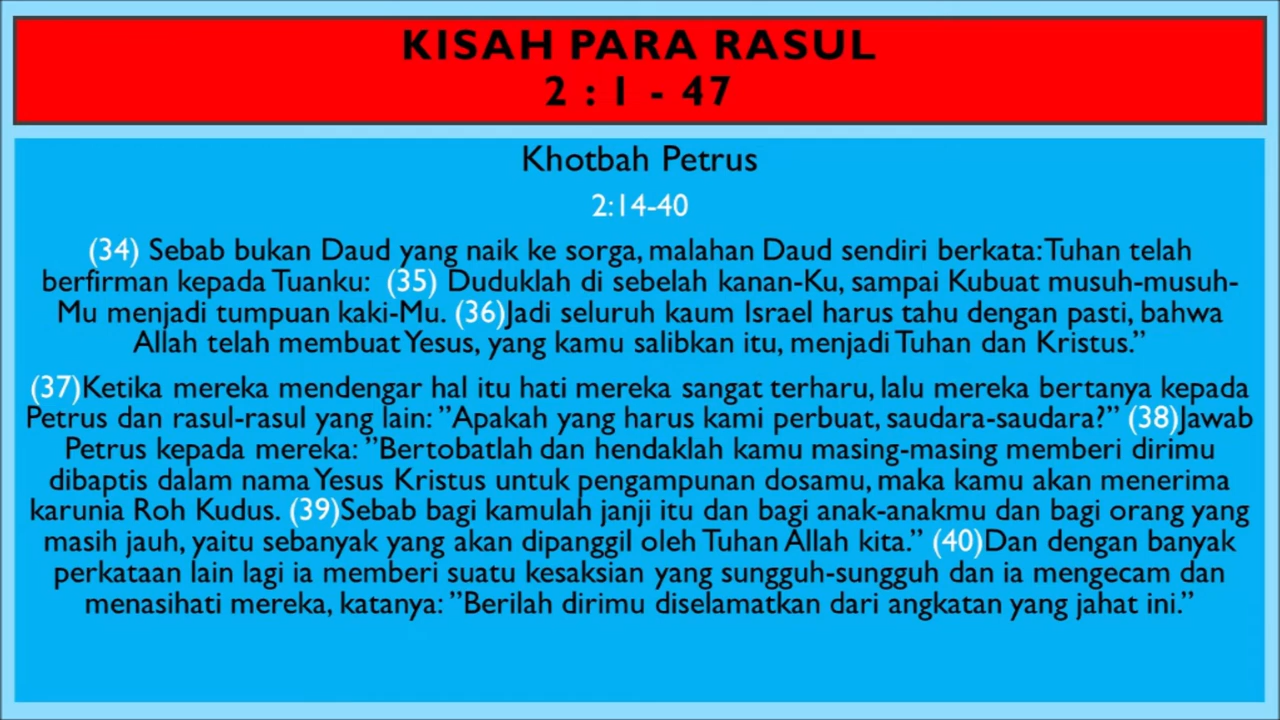 KISAH PARA RASUL
2 : 1 - 47
Khotbah Petrus
2:14-40
(34) Sebab bukan Daud yang naik ke sorga, malahan Daud sendiri berkata: Tuhan telah
berfirman kepada Tuanku: (35) Duduklah di sebelah kanan-Ku, sampai Kubuat musuh-musuh-
Mu menjadi tumpuan kaki-Mu. (36)Jadi seluruh kaum Israel harus tahu dengan pasti, bahwa
Allah telah membuat Yesus, yang kamu salibkan itu, menjadi Tuhan dan Kristus.”
(37)Ketika mereka mendengar hal itu hati mereka sangat terharu, lalu mereka bertanya kepada
Petrus dan rasul-rasul yang lain: ”Apakah yang harus kami perbuat, saudara-saudara?” (38)Jawab
Petrus kepada mereka: ”Bertobatlah dan hendaklah kamu masing-masing memberi dirimu
dibaptis dalam nama Yesus Kristus untuk pengampunan dosamu, maka kamu akan menerima
karunia Roh Kudus. (39)Sebab bagi kamulah janji itu dan bagi anak-anakmu dan bagi orang yang
masih jauh, yaitu sebanyak yang akan dipanggil oleh Tuhan Allah kita.” (40)Dan dengan banyak
perkataan lain lagi ia memberi suatu kesaksian yang sungguh-sungguh dan ia mengecam dan
menasihati mereka, katanya: ”Berilah dirimu diselamatkan dari angkatan yang jahat ini.”